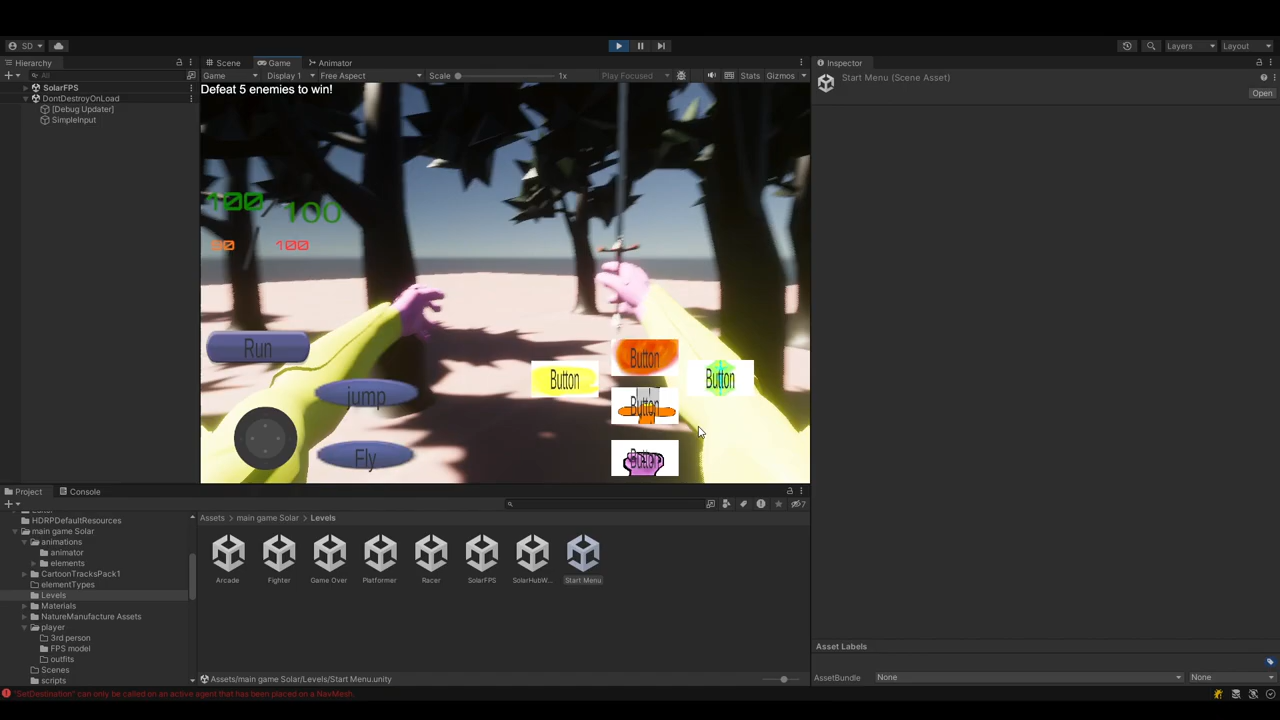 SD
Layers
Layout
Hierarchy
Scene
Game
Animator
Inspector
All
Game
Display 1
Free Aspect
Scale
1x
Play Focused
Stats
Gizmos
Start Menu (Scene Asset)
Open
SolarFPS
DontDestroyOnLoad
[Debug Updater]
SimpleInput
Defeat 5 enemies to win!
100 / 100
/ 100
Run
jump
Fly
Button
Button
Button
Button
Button
Project
Console
7
HDRPDefaultResources
main game Solar
animations
animator
elements
CartoonTracksPack1
elementTypes
Levels
Materials
NatureManufacture Assets
player
3rd person
FPS model
outfits
Scenes
scripts
Assets > main game Solar > Levels
Arcade
Fighter
Game Over
Platformer
Racer
SolarFPS
SolarHubW...
Start Menu
Assets/main game Solar/Levels/Start Menu.unity
Asset Labels
AssetBundle
None
None
"SetDestination" can only be called on an active agent that has been placed on a NavMesh.